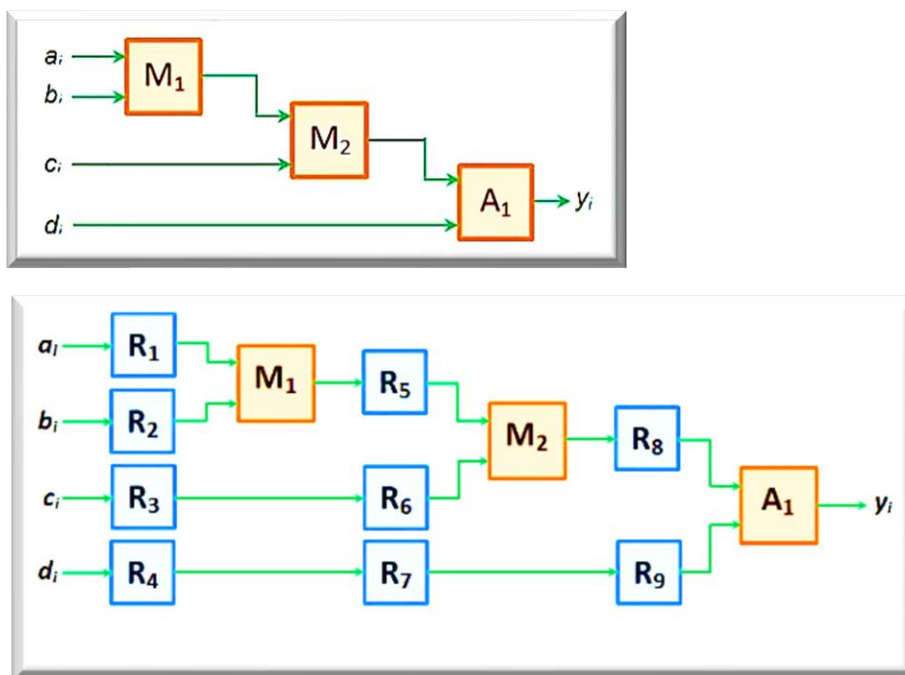 aᵢ
M₁
bᵢ
M₂
cᵢ
A₁
yᵢ
dᵢ
aᵢ
R₁
M₁
R₅
bᵢ
R₂
M₂
R₈
cᵢ
R₃
R₆
A₁
yᵢ
dᵢ
R₄
R₇
R₉